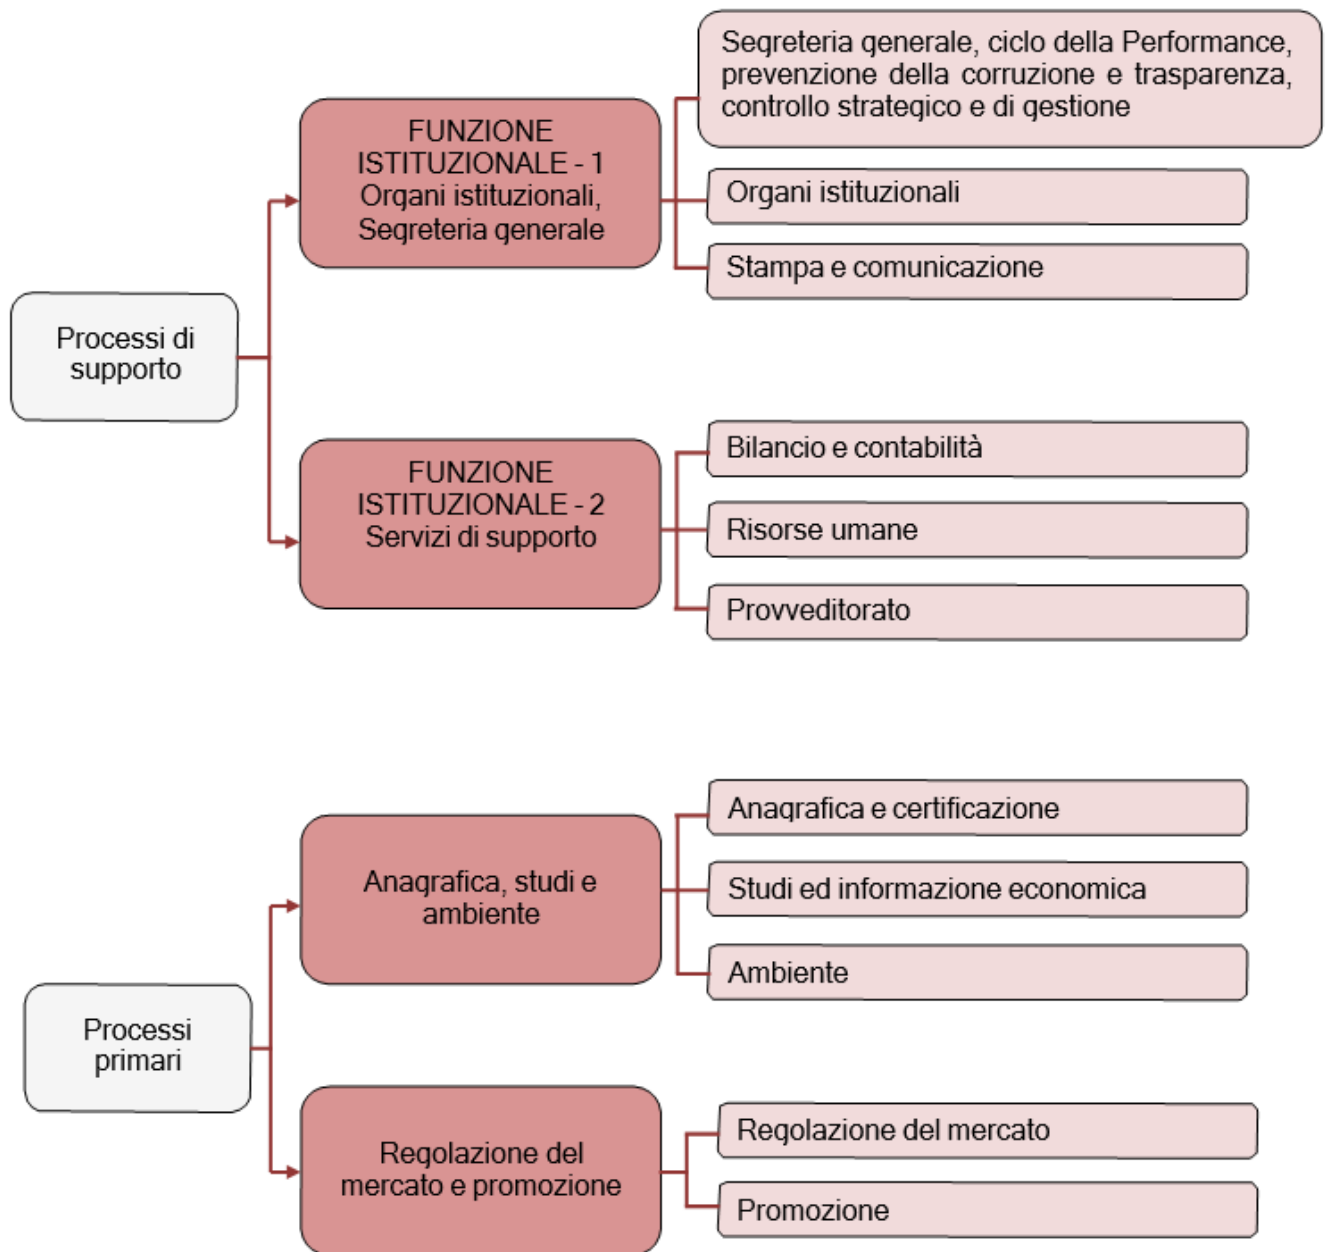 Segreteria generale, ciclo della Performance,
prevenzione della corruzione e trasparenza,
controllo strategico e di gestione
FUNZIONE
ISTITUZIONALE - 1
Organi istituzionali,
Segreteria generale
Organi istituzionali
Stampa e comunicazione
Processi di
supporto
FUNZIONE
ISTITUZIONALE - 2
Servizi di supporto
Bilancio e contabilità
Risorse umane
Provveditorato
Anagrafica, studi e
ambiente
Anagrafica e certificazione
Studi ed informazione economica
Ambiente
Processi
primari
Regolazione del
mercato e promozione
Regolazione del mercato
Promozione